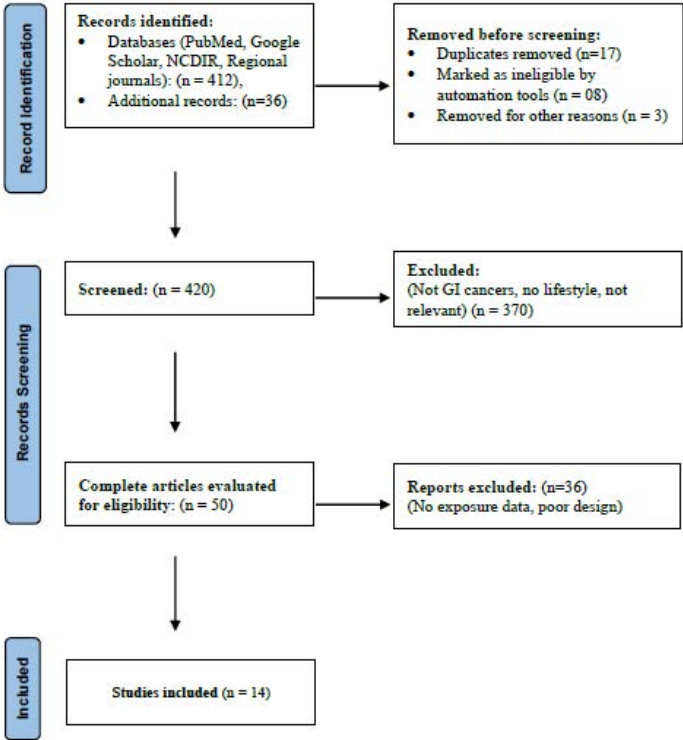 Record Identification
Records identified:
• Databases (PubMed, Google
Scholar, NCDIR, Regional
journals): (n = 412),
• Additional records: (n=36)
Removed before screening:
• Duplicates removed (n=17)
• Marked as ineligible by
automation tools (n = 08)
• Removed for other reasons (n = 3)
Records Screening
Screened: (n = 420)
Excluded:
(Not GI cancers, no lifestyle, not
relevant) (n = 370)
Complete articles evaluated
for eligibility: (n = 50)
Reports excluded: (n=36)
(No exposure data, poor design)
Included
Studies included (n = 14)